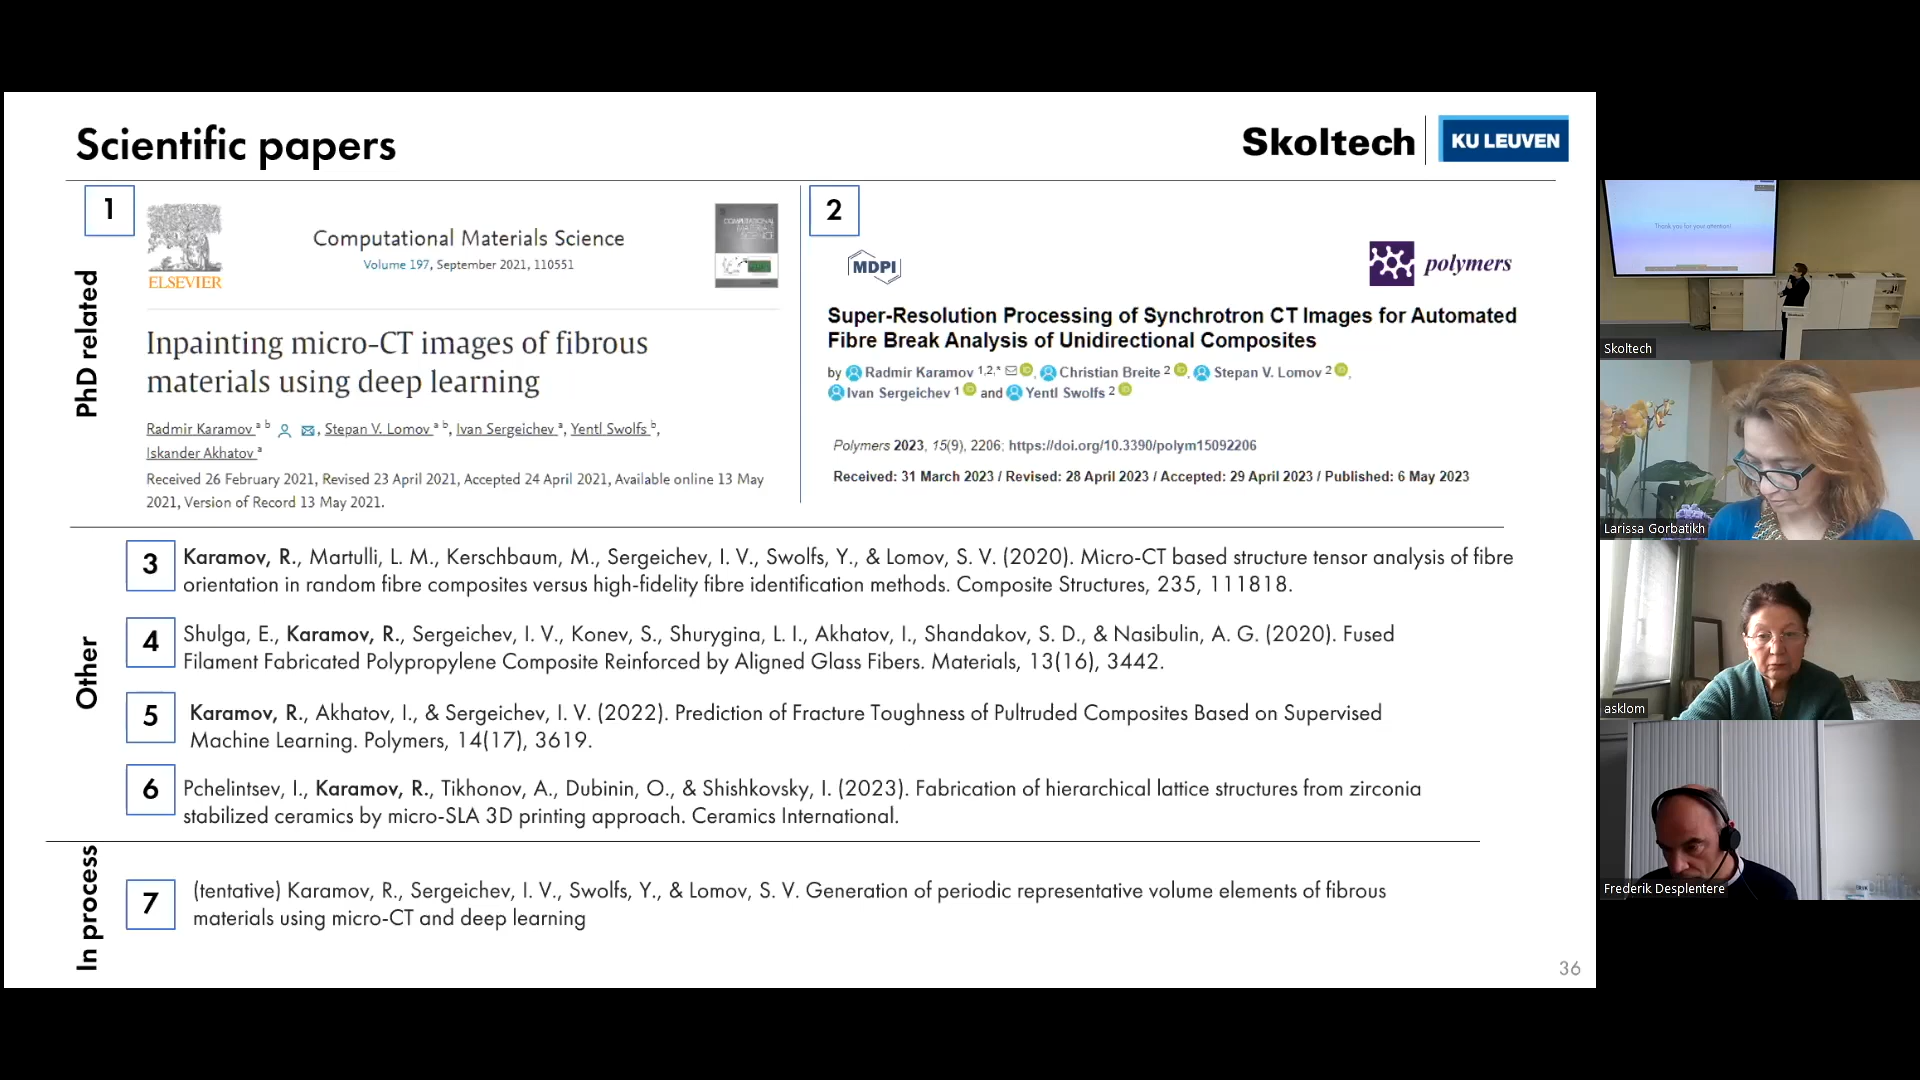 Scientific papers
Skoltech
KU LEUVEN
PhD related
1
ELSEVIER
Computational Materials Science
Volume 197, September 2021, 110551
COMPUTATIONAL MATERIALS SCIENCE
Inpainting micro-CT images of fibrous
materials using deep learning
Radmir Karamov a b , Stepan V. Lomov a b, Ivan Sergeichev a, Yentl Swolfs b,
Iskander Akhatov a
Received 26 February 2021, Revised 23 April 2021, Accepted 24 April 2021, Available online 13 May
2021, Version of Record 13 May 2021.
2
MDPI
polymers
Super-Resolution Processing of Synchrotron CT Images for Automated
Fibre Break Analysis of Unidirectional Composites
by Radmir Karamov 1,2,* , Christian Breite 2 , Stepan V. Lomov 2 ,
Ivan Sergeichev 1 and Yentl Swolfs 2
Polymers 2023, 15(9), 2206; https://doi.org/10.3390/polym15092206
Received: 31 March 2023 / Revised: 28 April 2023 / Accepted: 29 April 2023 / Published: 6 May 2023
Other
3
Karamov, R., Martulli, L. M., Kerschbaum, M., Sergeichev, I. V., Swolfs, Y., & Lomov, S. V. (2020). Micro-CT based structure tensor analysis of fibre
orientation in random fibre composites versus high-fidelity fibre identification methods. Composite Structures, 235, 111818.
4
Shulga, E., Karamov, R., Sergeichev, I. V., Konev, S., Shurygina, L. I., Akhatov, I., Shandakov, S. D., & Nasibulin, A. G. (2020). Fused
Filament Fabricated Polypropylene Composite Reinforced by Aligned Glass Fibers. Materials, 13(16), 3442.
5
Karamov, R., Akhatov, I., & Sergeichev, I. V. (2022). Prediction of Fracture Toughness of Pultruded Composites Based on Supervised
Machine Learning. Polymers, 14(17), 3619.
6
Pchelintsev, I., Karamov, R., Tikhonov, A., Dubinin, O., & Shishkovsky, I. (2023). Fabrication of hierarchical lattice structures from zirconia
stabilized ceramics by micro-SLA 3D printing approach. Ceramics International.
In process
7
(tentative) Karamov, R., Sergeichev, I. V., Swolfs, Y., & Lomov, S. V. Generation of periodic representative volume elements of fibrous
materials using micro-CT and deep learning
36
Thank you for your attention!
Skoltech
Skoltech
Larissa Gorbatikh
asklom
Frederik Desplentere